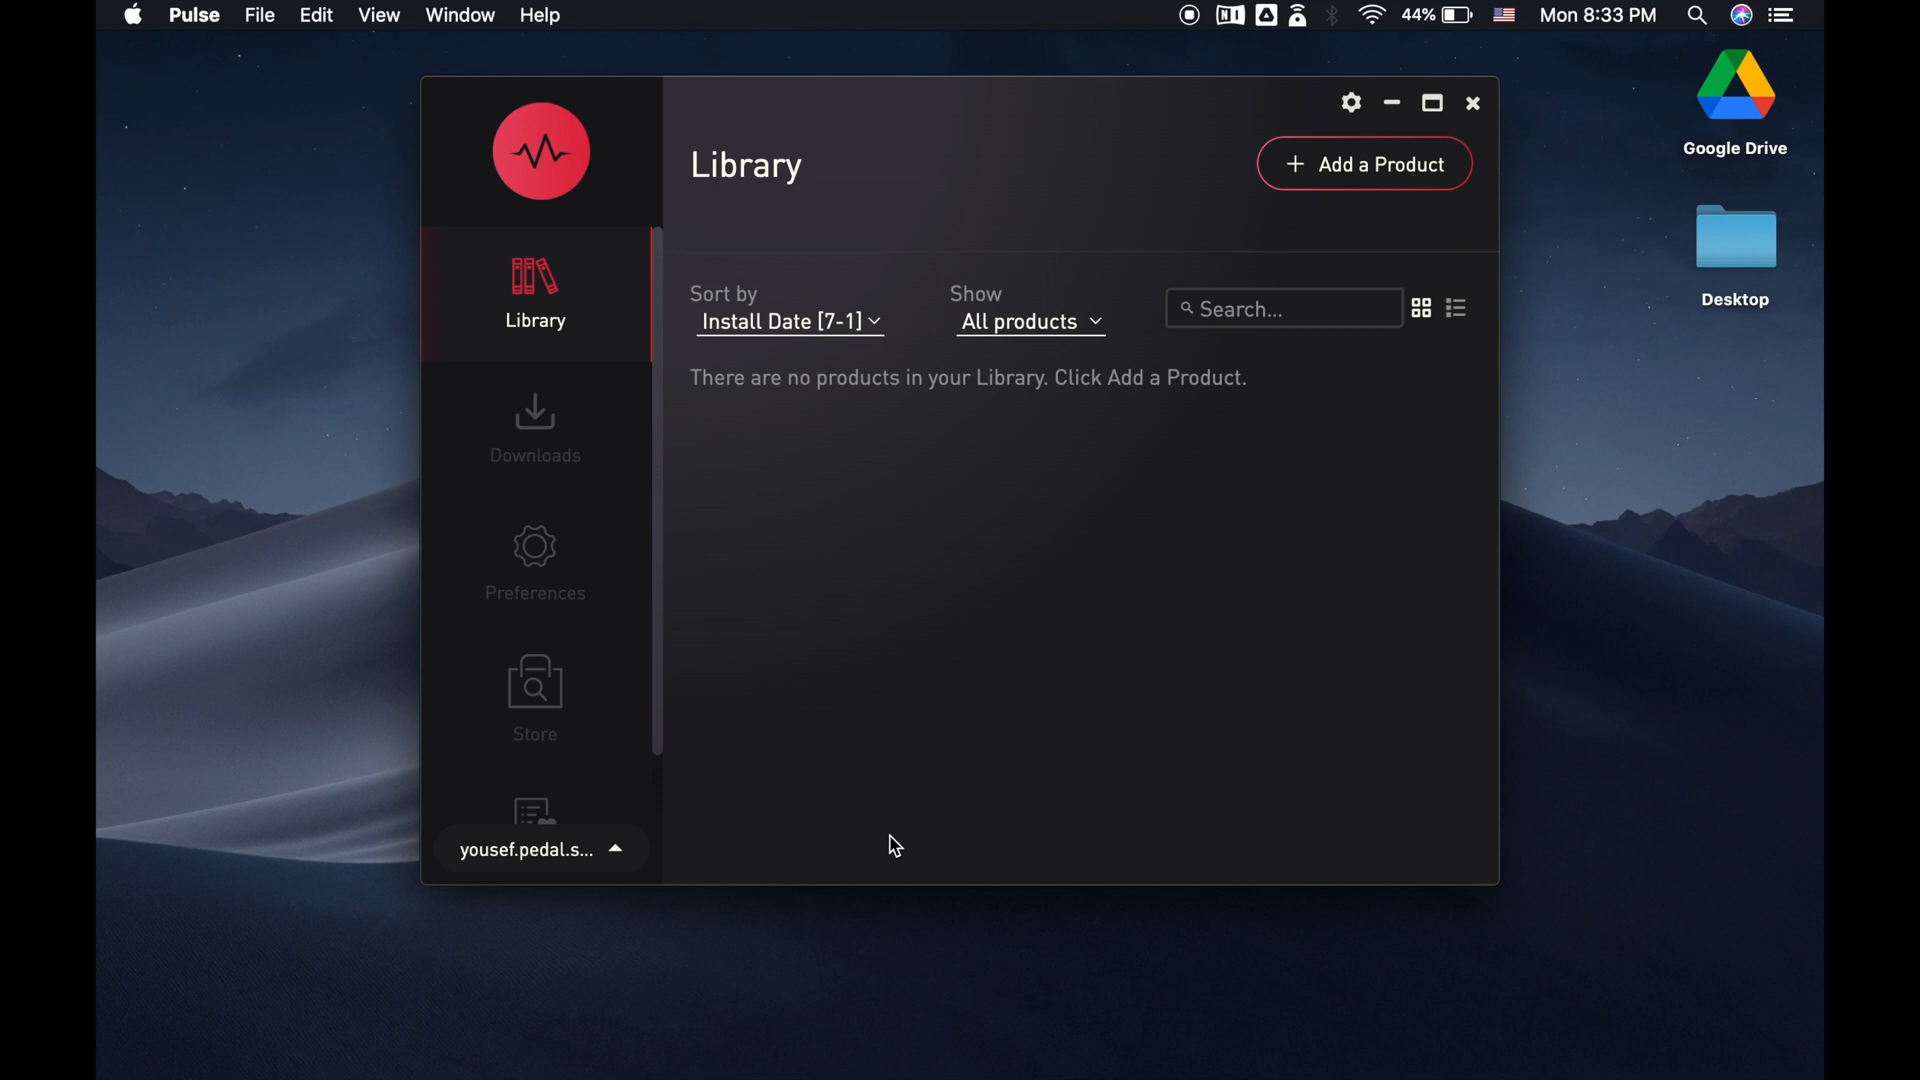 Pulse File Edit View Window Help 44% Mon 8:33 PM
Google Drive
Desktop
Library
+ Add a Product
Library
Downloads
Preferences
Store
yousef.pedal.s...
Sort by
Install Date [7-1]
Show
All products
Search...
There are no products in your Library. Click Add a Product.